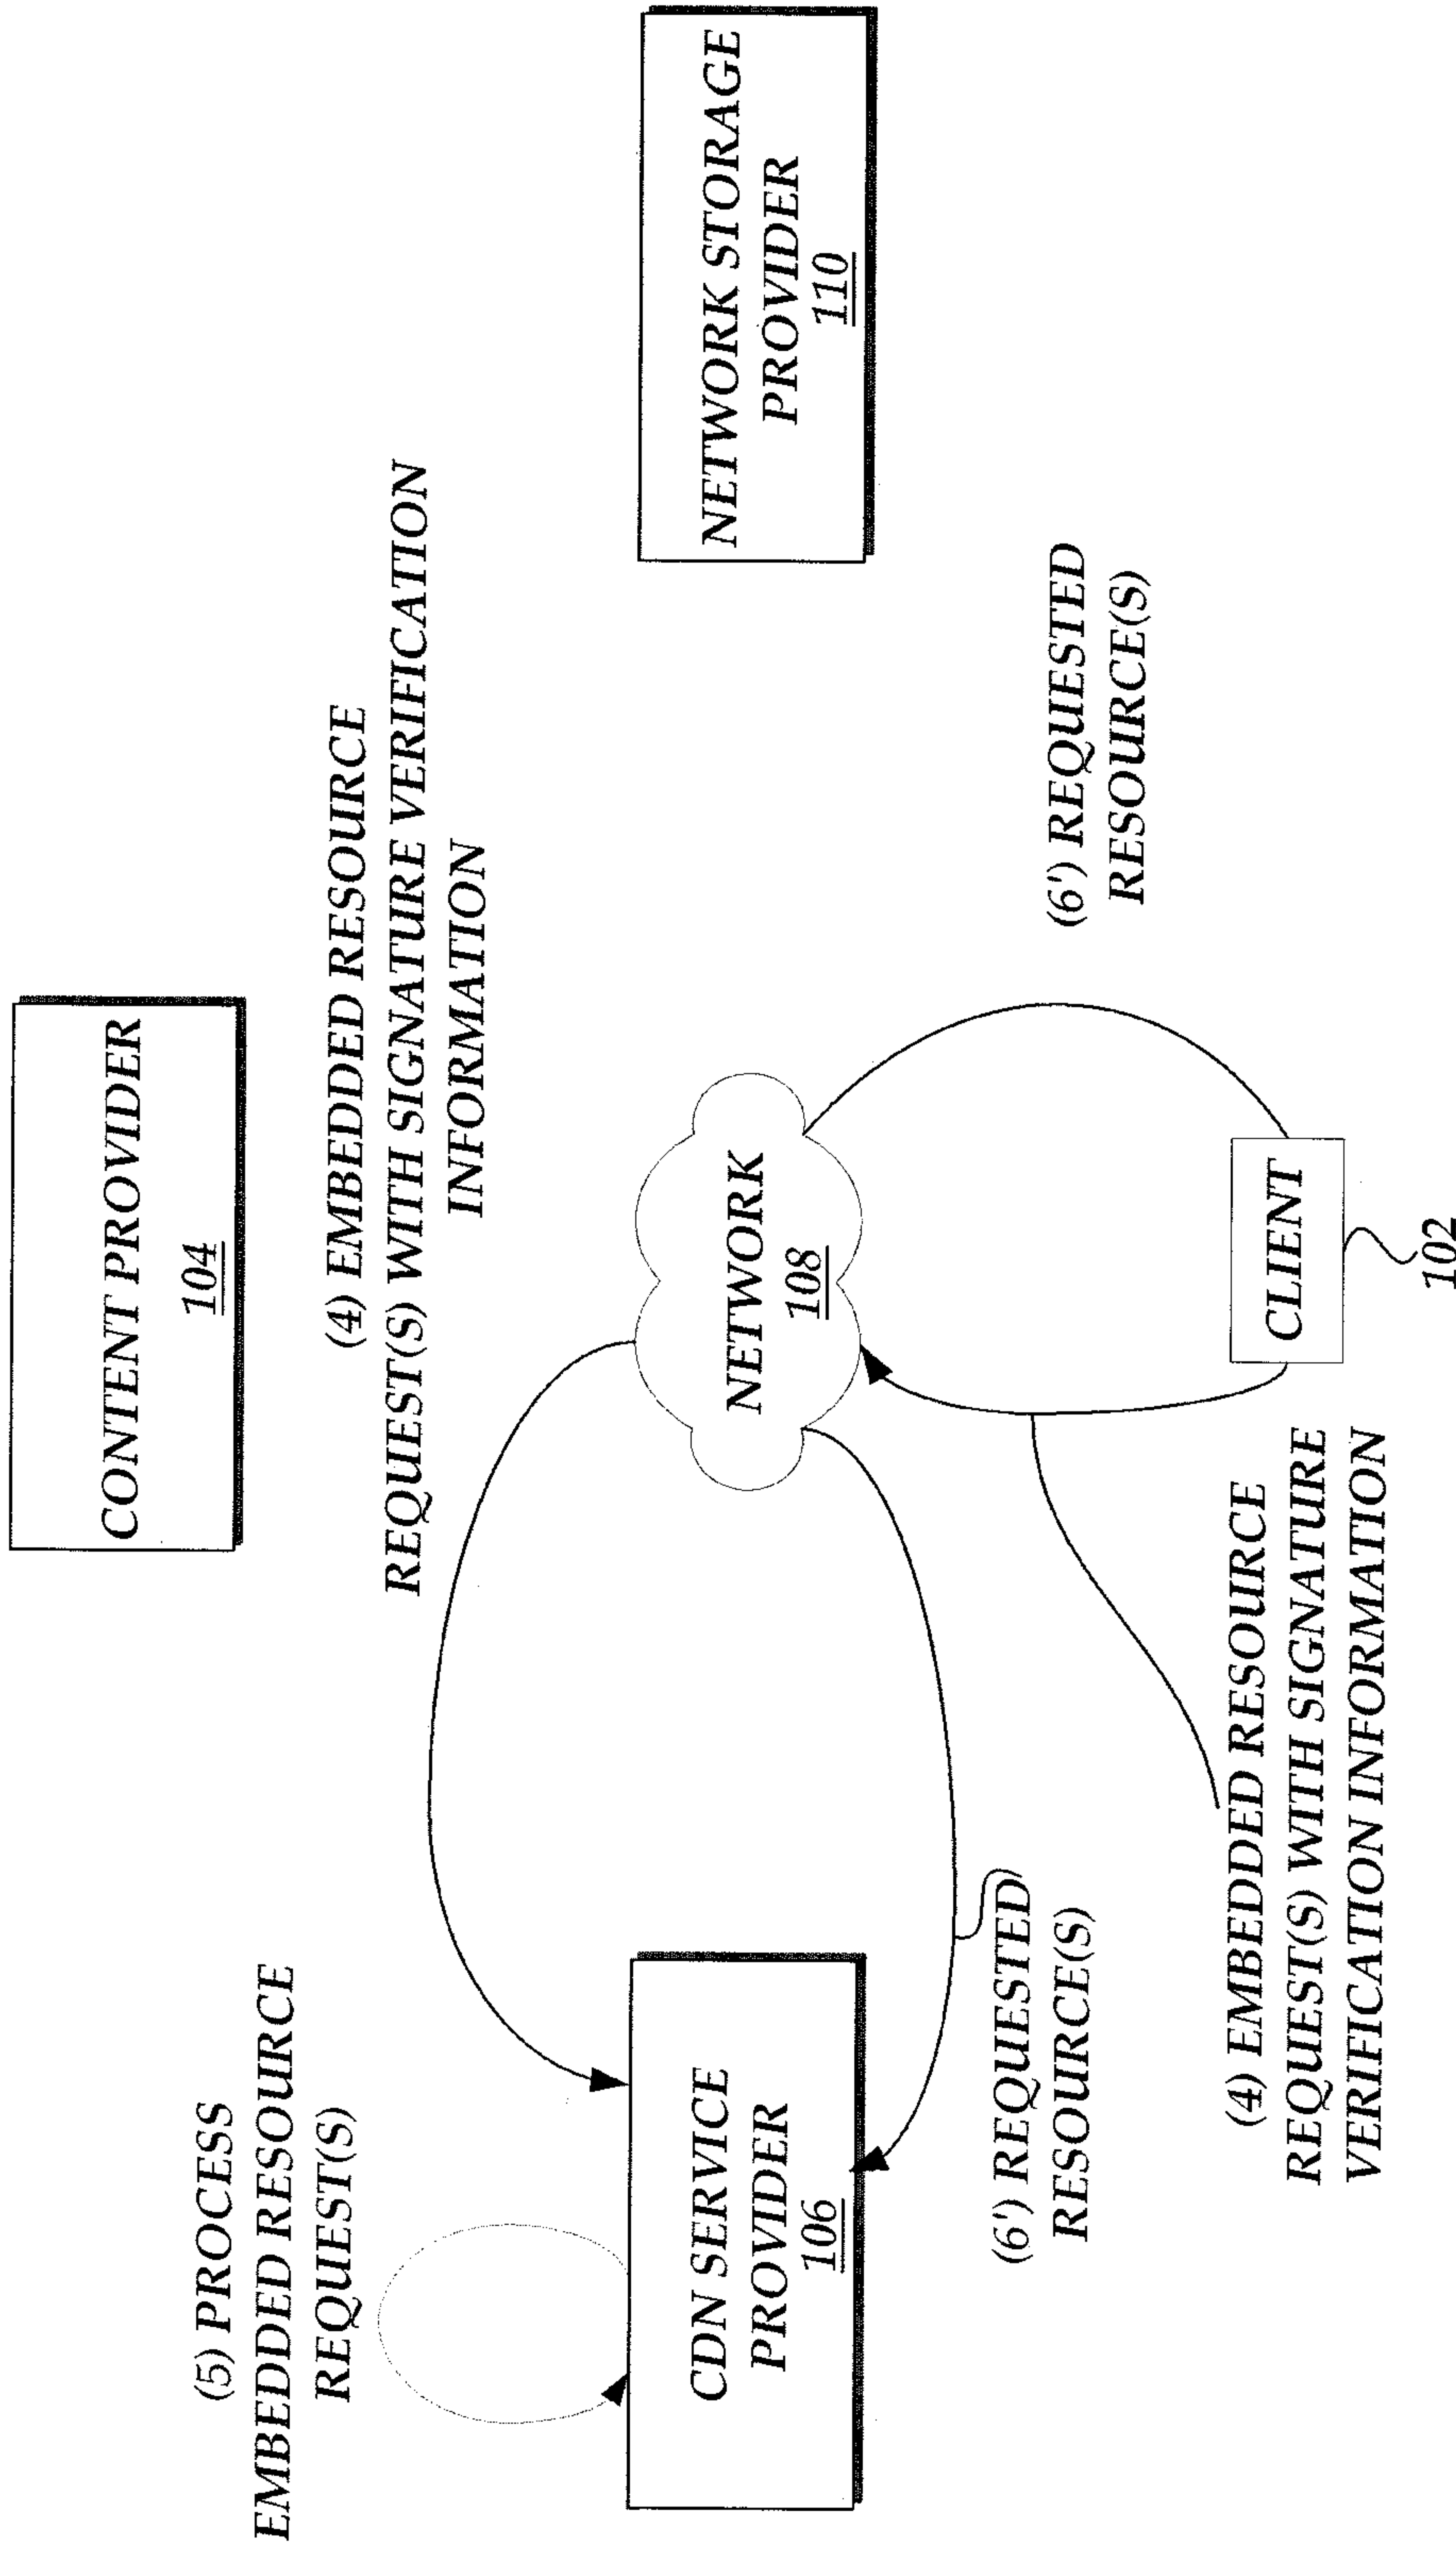 CONTENT PROVIDER
104
(5) PROCESS
EMBEDDED RESOURCE
REQUEST(S)
(4) EMBEDDED RESOURCE
REQUEST(S) WITH SIGNATURE VERIFICATION
INFORMATION
CDN SERVICE
PROVIDER
106
NETWORK
108
NETWORK STORAGE
PROVIDER
110
(6') REQUESTED
RESOURCE(S)
(6') REQUESTED
RESOURCE(S)
(4) EMBEDDED RESOURCE
REQUEST(S) WITH SIGNATURE
VERIFICATION INFORMATION
CLIENT
102